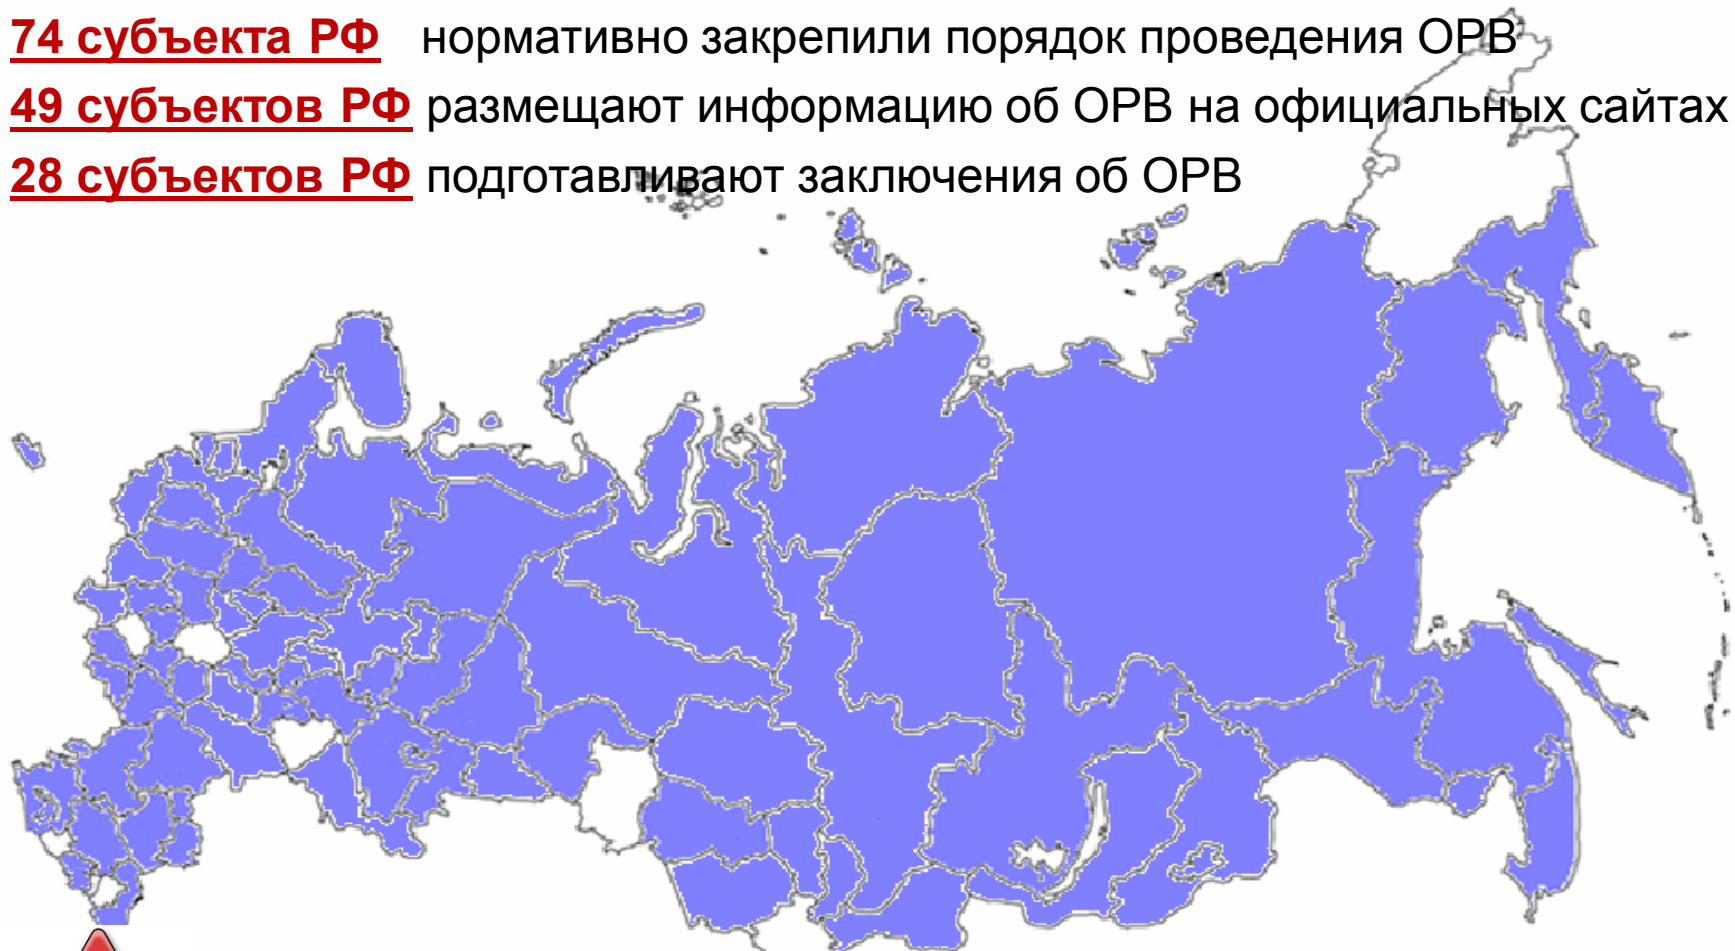 74 субъекта РФ нормативно закрепили порядок проведения ОРВ
49 субъектов РФ размещают информацию об ОРВ на официальных сайтах
28 субъектов РФ подготавливают заключения об ОРВ